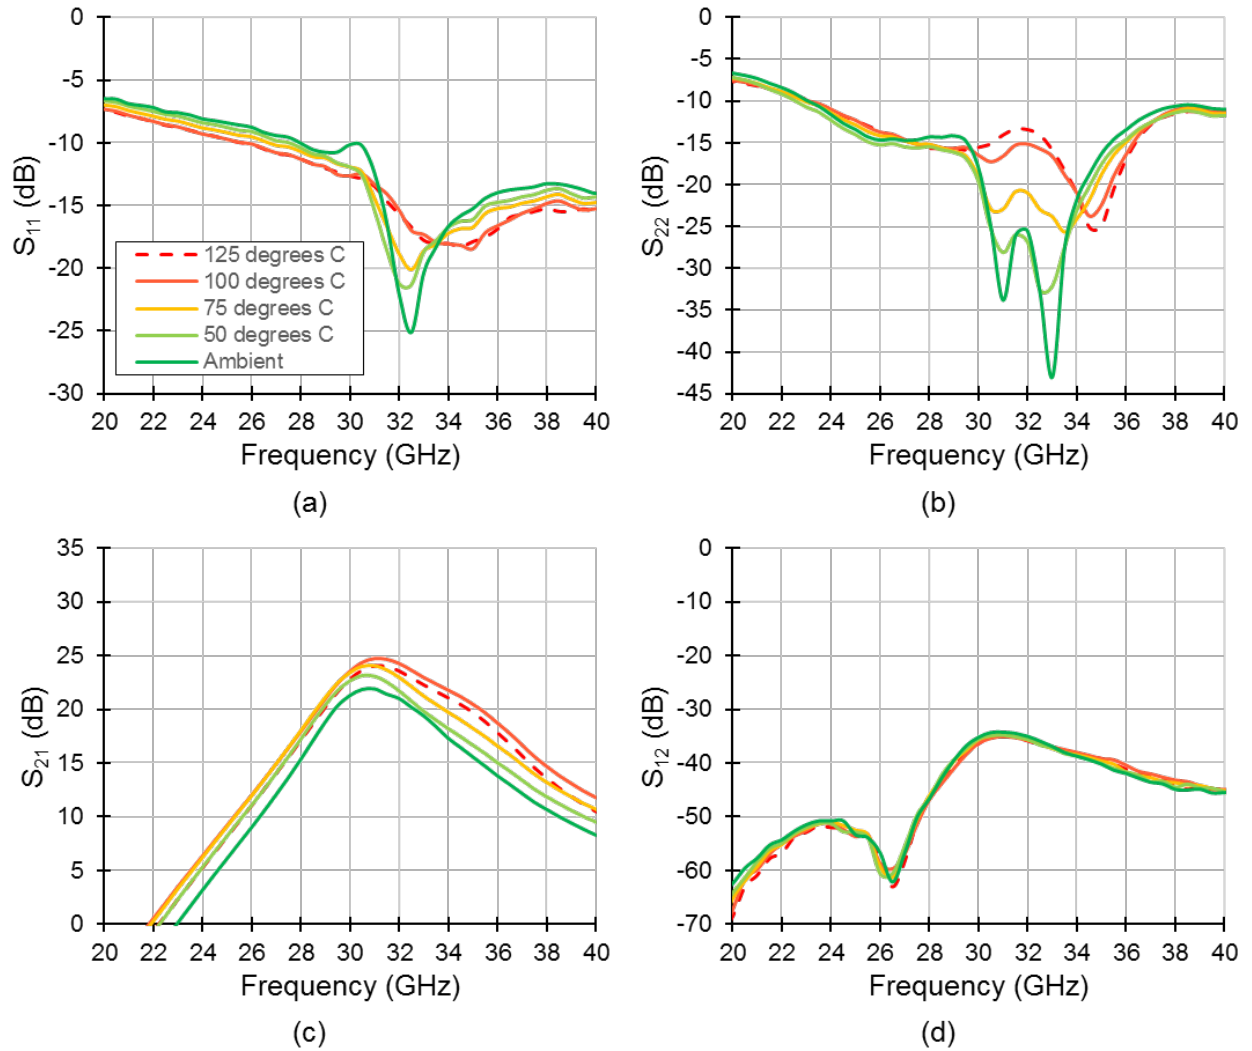 0
-5
-10
-15
-20
-25
-30
S11 (dB)
125 degrees C
100 degrees C
75 degrees C
50 degrees C
Ambient
20 22 24 26 28 30 32 34 36 38 40
Frequency (GHz)
(a)
0
-5
-10
-15
-20
-25
-30
-35
-40
-45
S22 (dB)
20 22 24 26 28 30 32 34 36 38 40
Frequency (GHz)
(b)
35
30
25
20
15
10
5
0
S21 (dB)
20 22 24 26 28 30 32 34 36 38 40
Frequency (GHz)
(c)
0
-10
-20
-30
-40
-50
-60
-70
S12 (dB)
20 22 24 26 28 30 32 34 36 38 40
Frequency (GHz)
(d)